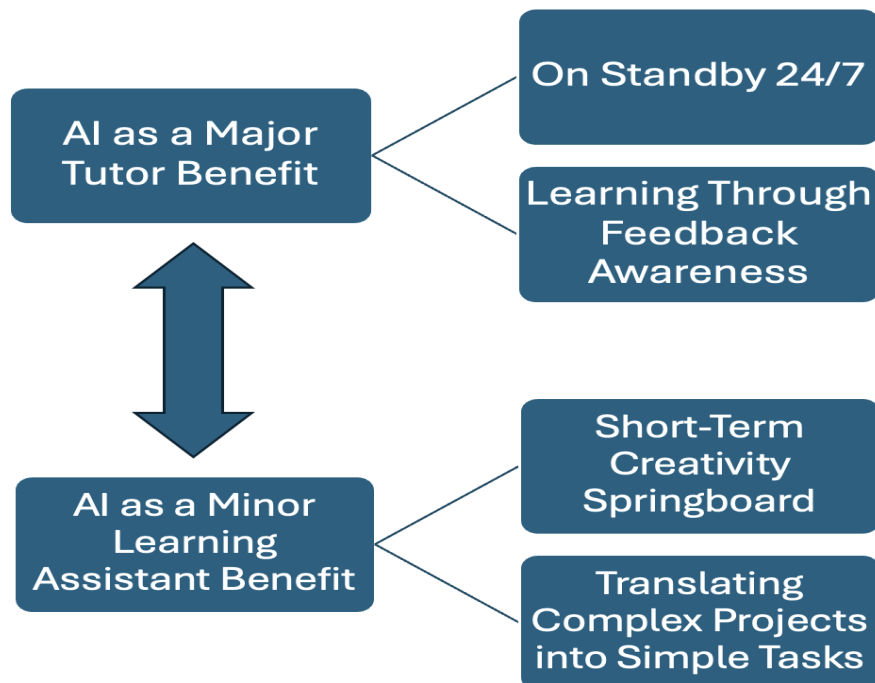 AI as a Major
Tutor Benefit
On Standby 24/7
Learning Through
Feedback
Awareness
AI as a Minor
Learning
Assistant Benefit
Short-Term
Creativity
Springboard
Translating
Complex Projects
into Simple Tasks